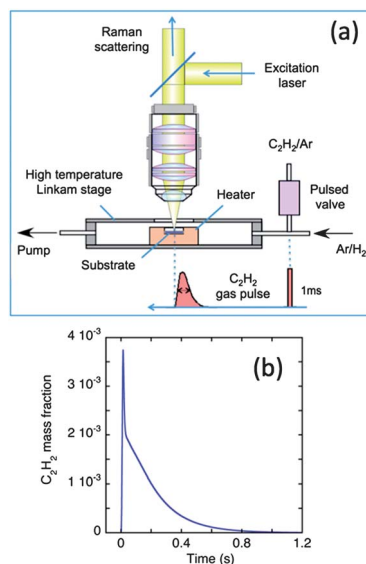 (a)
Raman
scattering
Excitation
laser
C2H2/Ar
High temperature
Linkam stage
Heater
Pulsed
valve
Pump
Ar/H2
Substrate
C2H2
gas pulse
1ms
(b)
4 10-3
3 10-3
2 10-3
1 10-3
0
C2H2 mass fraction
0 0.4 0.8 1.2
Time (s)